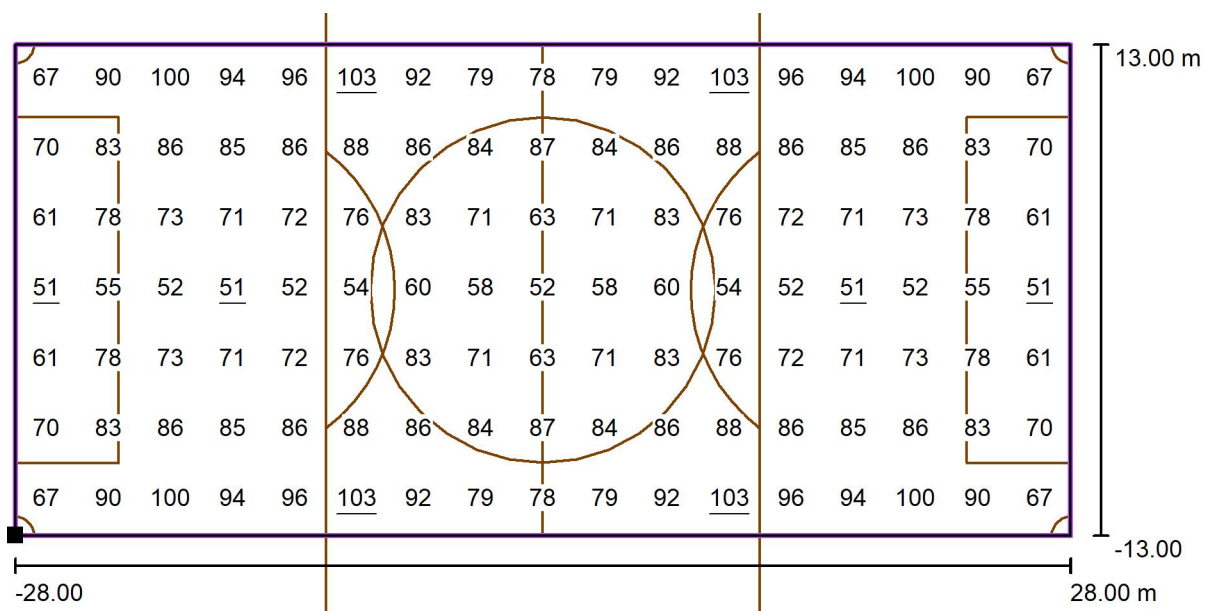 13.00 m
67 90 100 94 96 103 92 79 78 79 92 103 96 94 100 90 67
70 83 86 85 86 88 86 84 87 84 86 88 86 85 86 83 70
61 78 73 71 72 76 83 71 63 71 83 76 72 71 73 78 61
51 55 52 51 52 54 60 58 52 58 60 54 52 51 52 55 51
61 78 73 71 72 76 83 71 63 71 83 76 72 71 73 78 61
70 83 86 85 86 88 86 84 87 84 86 88 86 85 86 83 70
67 90 100 94 96 103 92 79 78 79 92 103 96 94 100 90 67
-13.00
-28.00 28.00 m